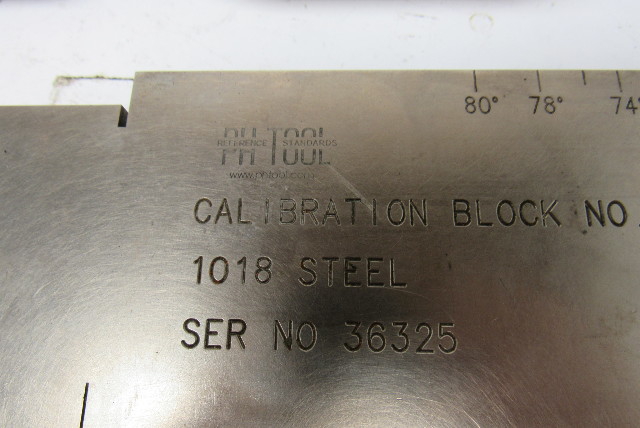 80° 78° 74°
PH TOOL
REFERENCE STANDARDS
CALIBRATION BLOCK NO.
1018 STEEL
SER NO 36325